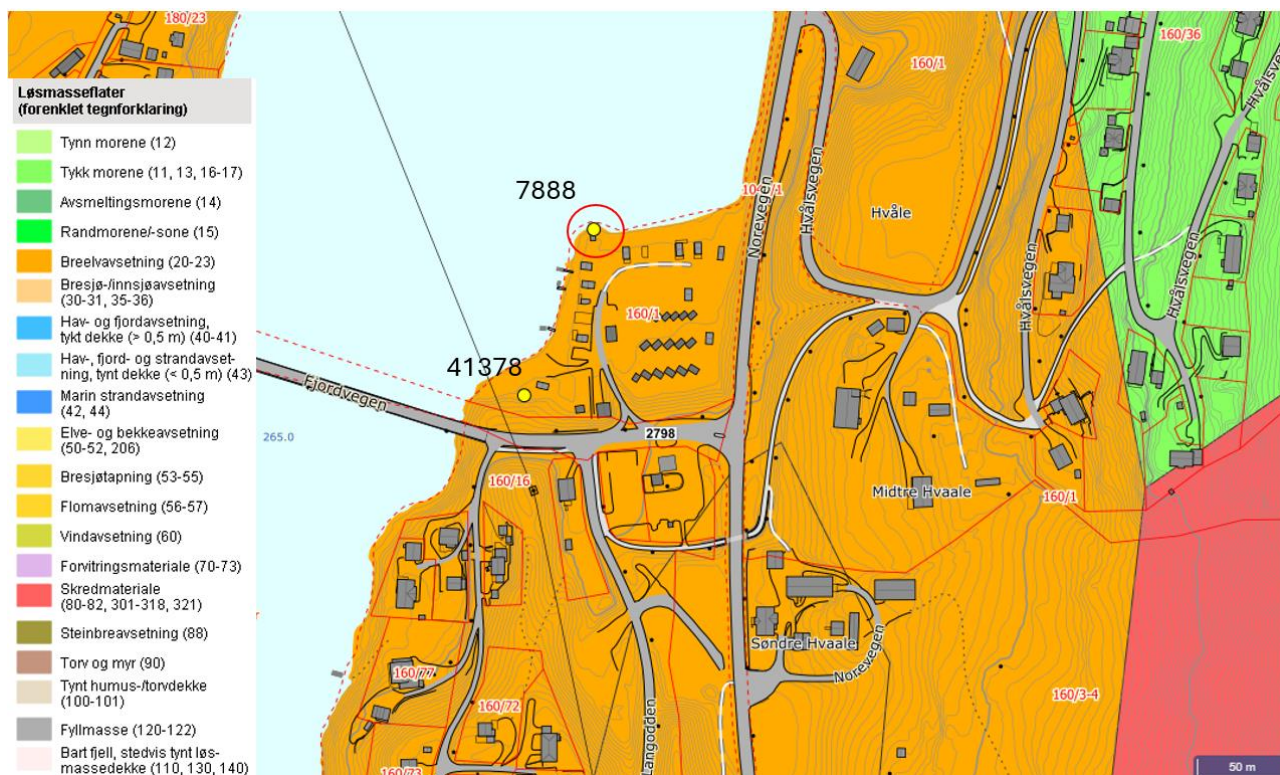 180/23
Løsmasseflater
(forenklet tegnforklaring)
Tynn morene (12)
Tykk morene (11, 13, 16-17)
Avsmeltingsmorene (14)
Randmorene/-sone (15)
Breelvavsetning (20-23)
Bresjø-/innsjøavsetning
(30-31, 35-36)
Hav- og fjordavsetning,
tykt dekke (> 0,5 m) (40-41)
Hav-, fjord- og strandavset-
ning, tynt dekke (< 0,5 m) (43)
Marin strandavsetning
(42, 44)
Elve- og bekkeavsetning
(50-52, 206)
Bresjøtapning (53-55)
Flomavsetning (56-57)
Vindavsetning (60)
Forvitringsmateriale (70-73)
Skredmateriale
(80-82, 301-318, 321)
Steinbreavsetning (88)
Torv og myr (90)
Tynt humus-/torvdekke
(100-101)
Fyllmasse (120-122)
Bart fjell, stedvis tynt løs-
massedekke (110, 130, 140)
160/1
160/36
7888
Norevegen
Hvålsvegen
Hvåle
Hvålsvegen
Hvålsvegen
Hvålsvegen
160/1
41378
Fjordvegen
265.0
2798
160/16
Midtre Hvaale
160/1
Søndre Hvaale
Norevegen
160/77
160/72
160/3-4
Langodden
160/73
50 m